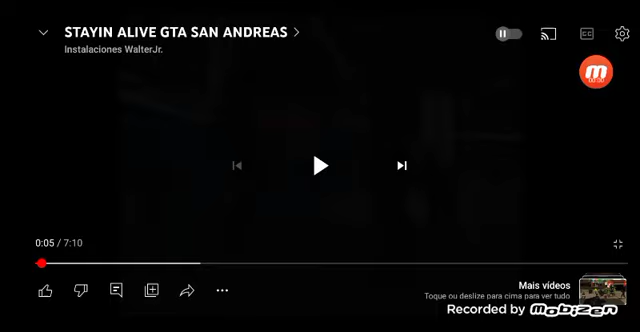 STAYIN ALIVE GTA SAN ANDREAS
Instalaciones WalterJr.
CC
0:05 / 7:10
Mais vídeos
Toque ou deslize para cima para ver tudo
Recorded by mobizen